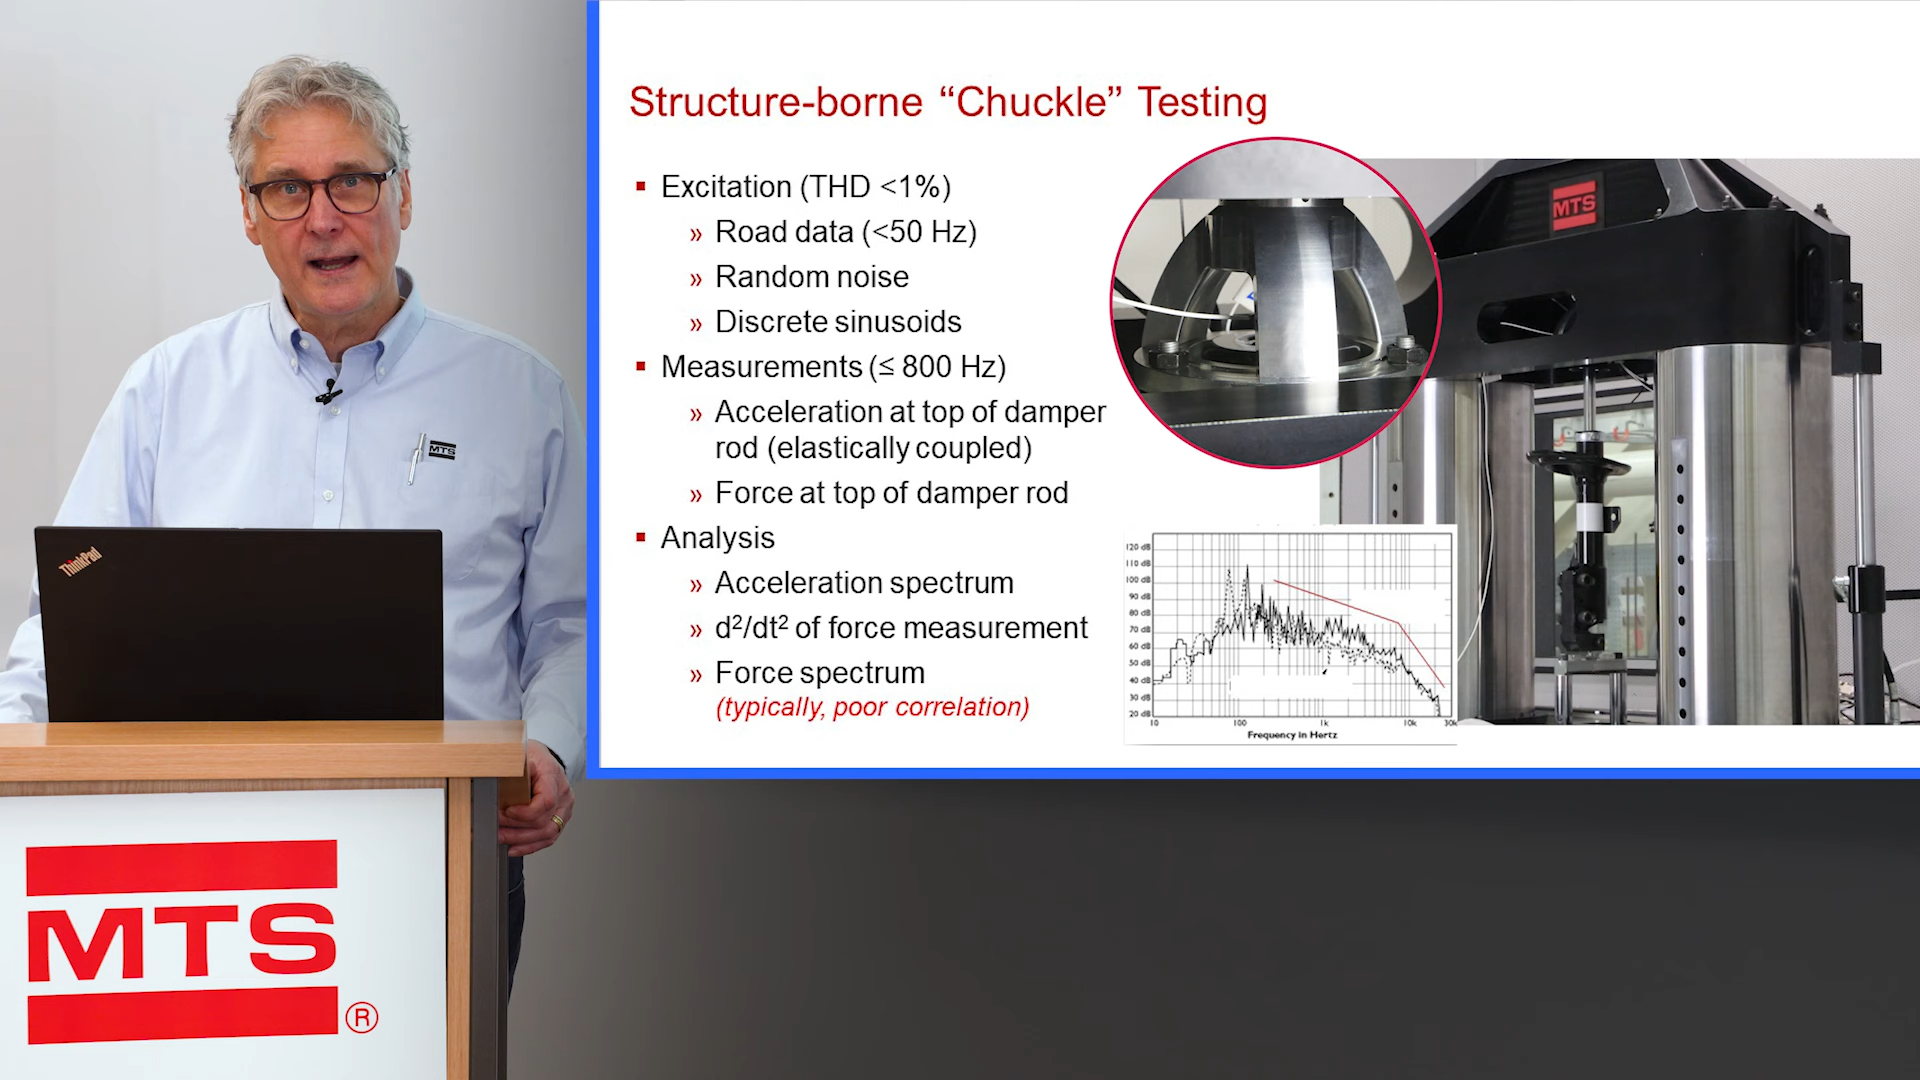 Structure-borne “Chuckle” Testing
▪ Excitation (THD <1%)
» Road data (<50 Hz)
» Random noise
» Discrete sinusoids
▪ Measurements (≤ 800 Hz)
» Acceleration at top of damper
rod (elastically coupled)
» Force at top of damper rod
▪ Analysis
» Acceleration spectrum
» d²/dt² of force measurement
» Force spectrum
(typically, poor correlation)
MTS
120 dB
110 dB
100 dB
90 dB
80 dB
70 dB
60 dB
50 dB
40 dB
30 dB
20 dB
10 100 1k 10k 30k
Frequency in Hertz
MTS
ThinkPad
MTS®